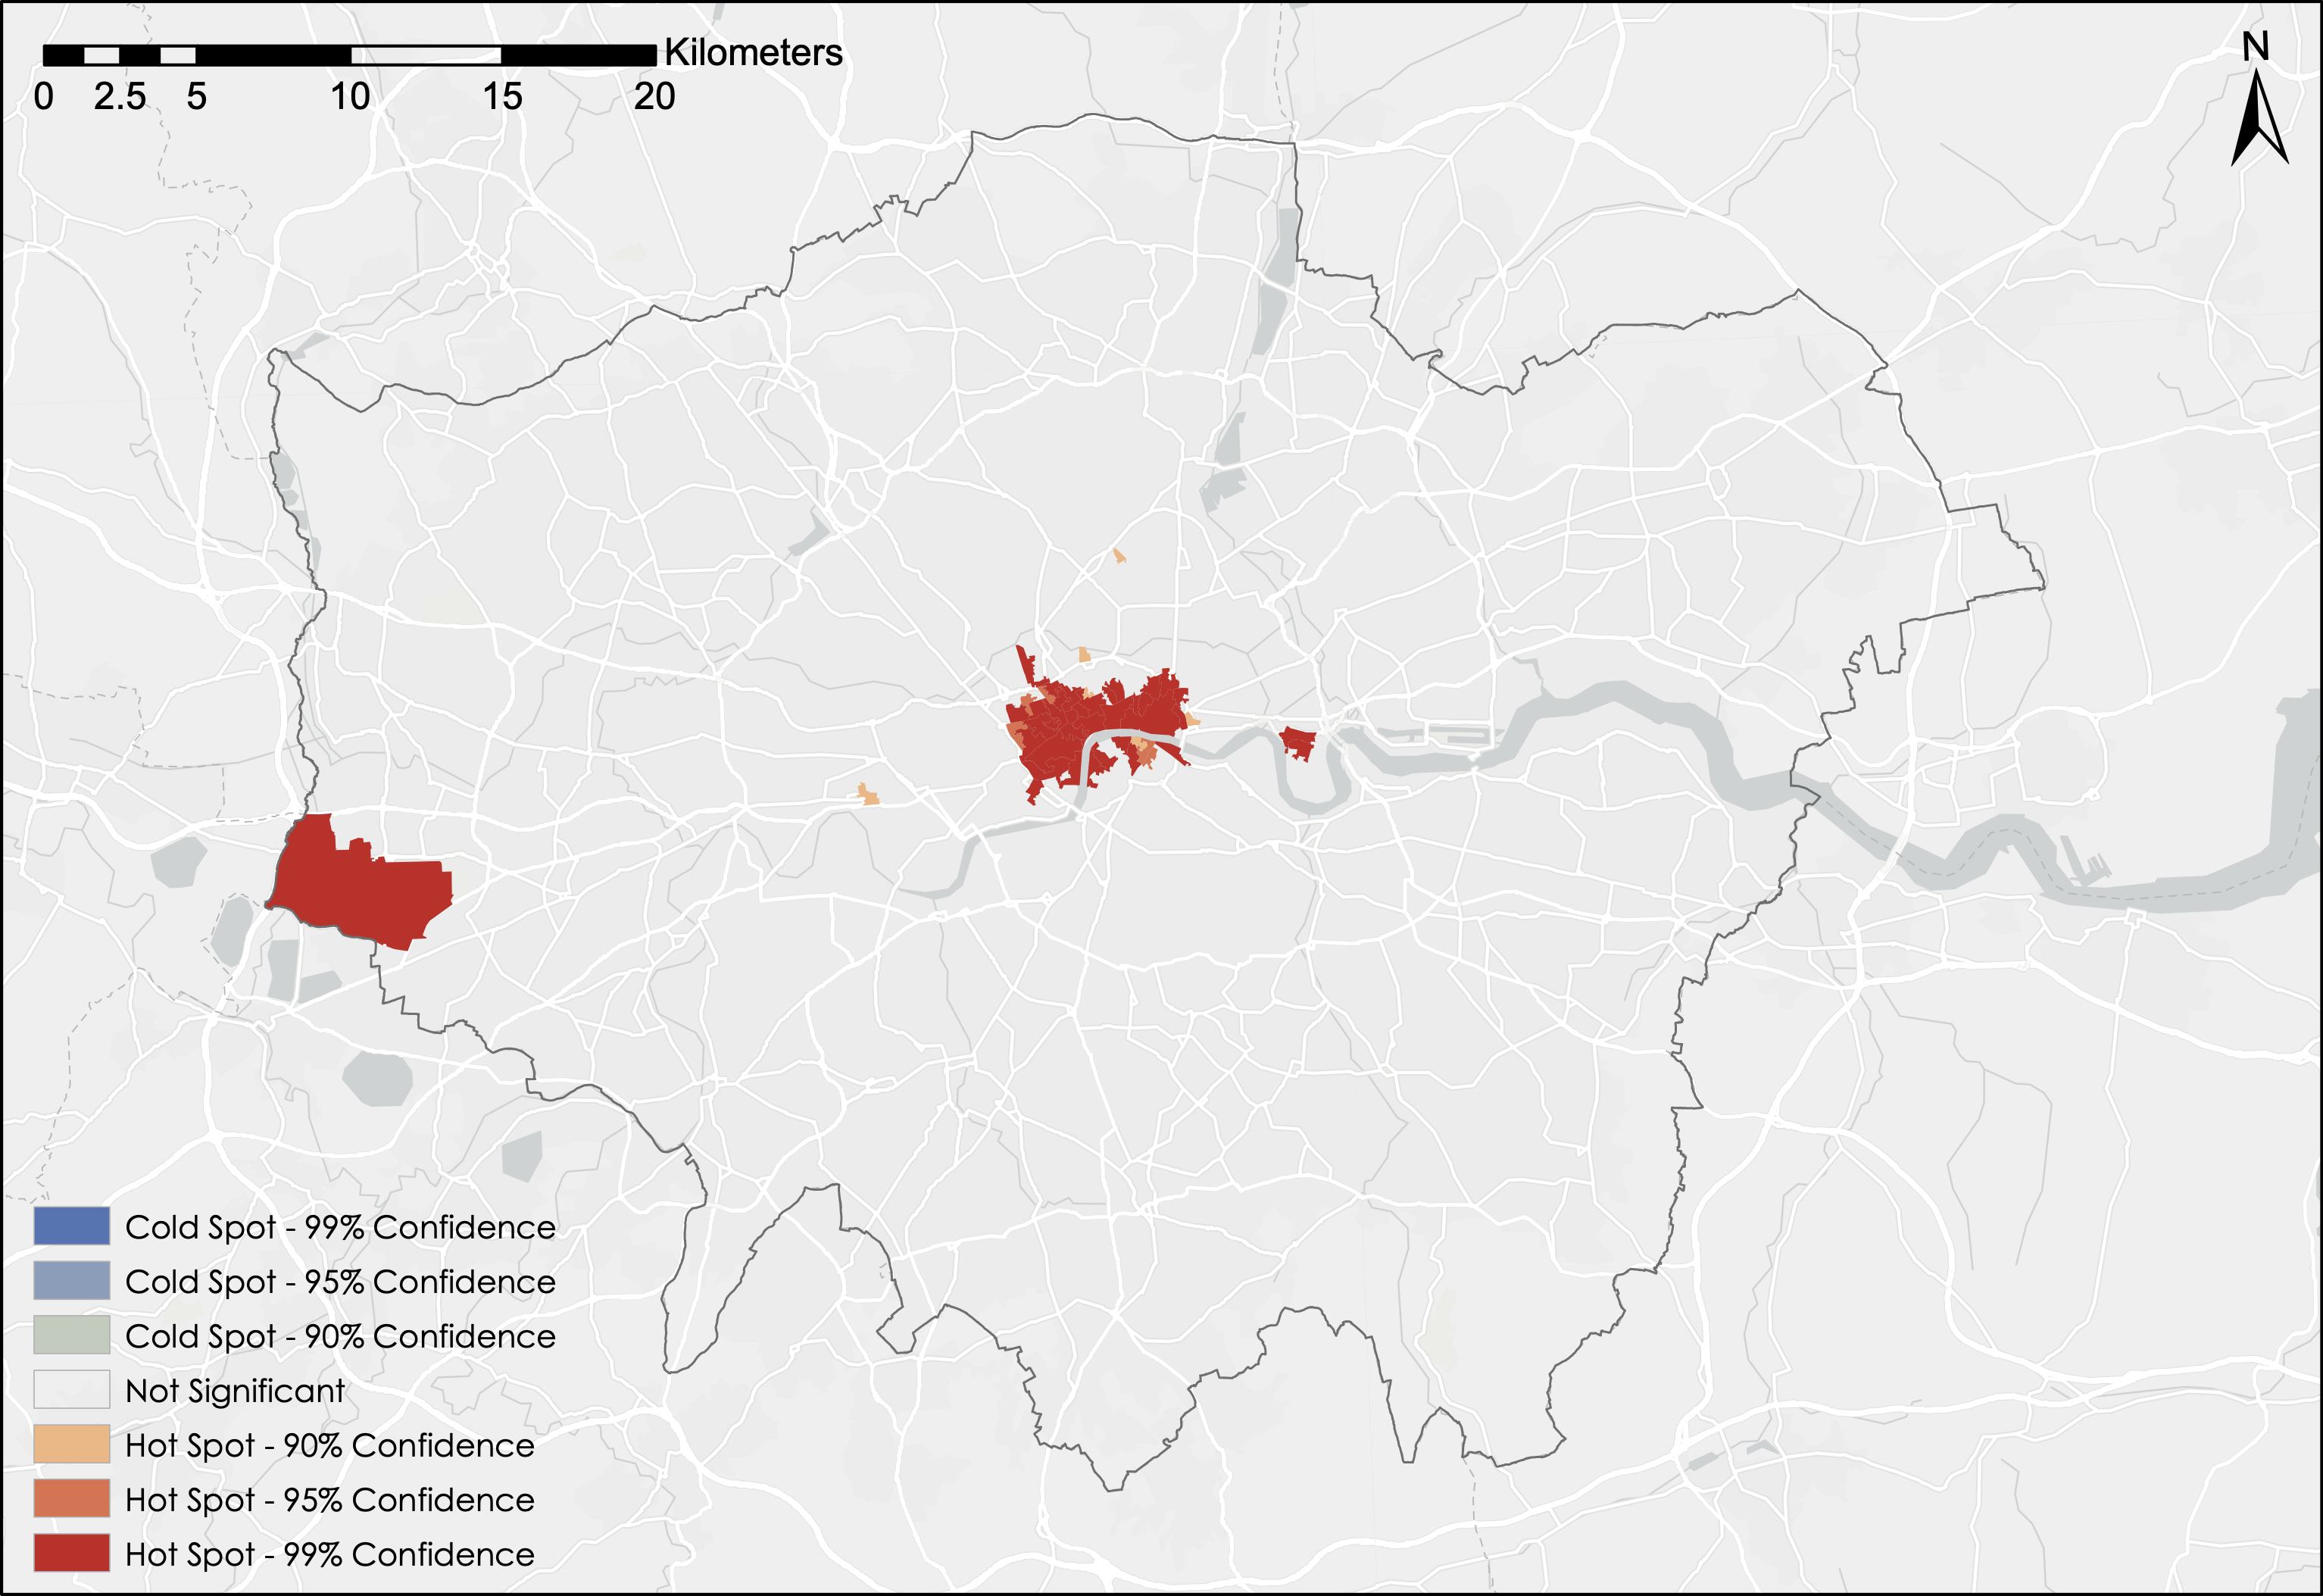 Kilometers
0 2.5 5 10 15 20
N
Cold Spot - 99% Confidence
Cold Spot - 95% Confidence
Cold Spot - 90% Confidence
Not Significant
Hot Spot - 90% Confidence
Hot Spot - 95% Confidence
Hot Spot - 99% Confidence